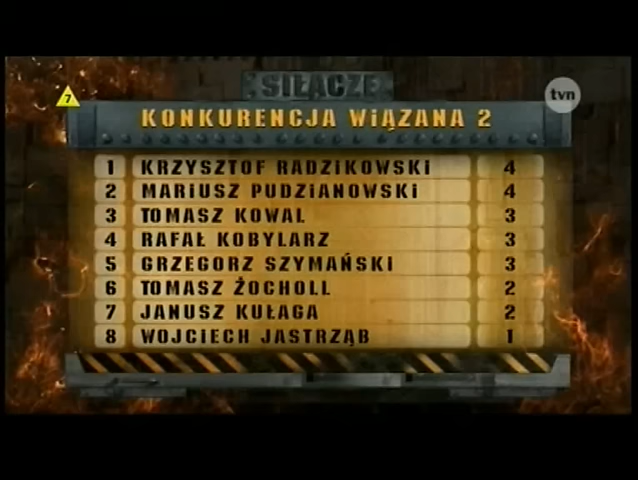 SIŁACZE
7
tvn
KONKURENCJA WiĄZANA 2
1 KRZYSZTOF RADZiKOWSKi 4
2 MARiUSZ PUDZiANOWSKi 4
3 TOMASZ KOWAL 3
4 RAFAŁ KOBYLARZ 3
5 GRZEGORZ SZYMAŃSKi 3
6 TOMASZ ŻOCHOLL 2
7 JANUSZ KUŁAGA 2
8 WOJCiECH JASTRZĄB 1